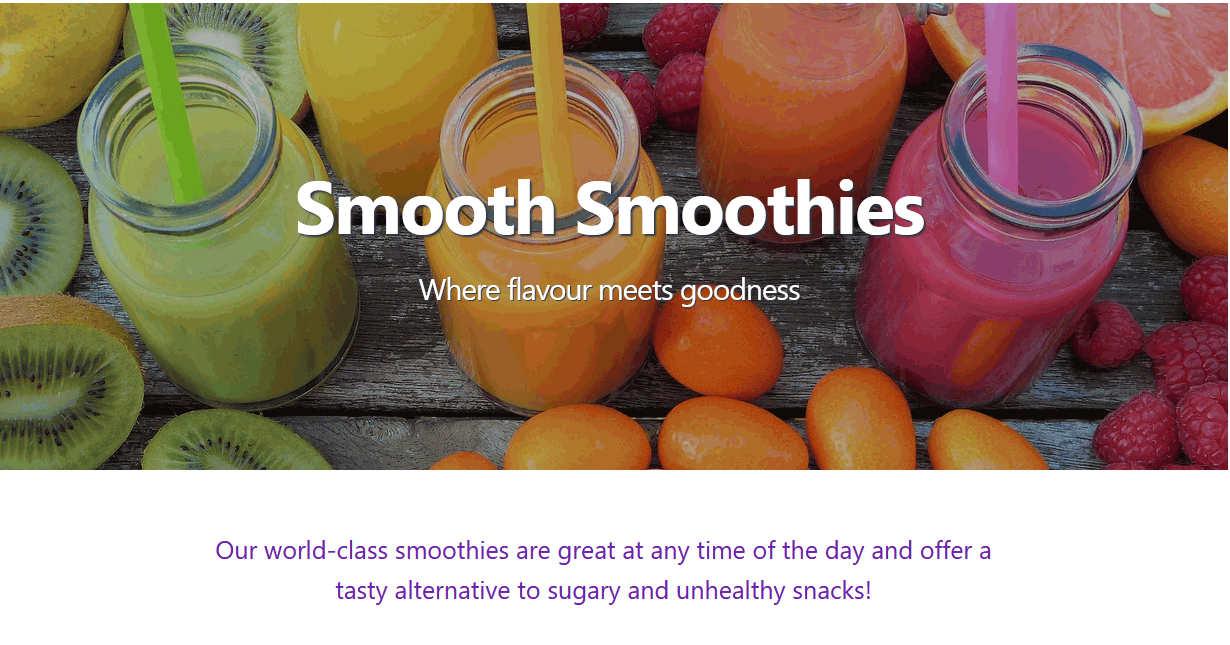 Smooth Smoothies
Where flavour meets goodness
Our world-class smoothies are great at any time of the day and offer a
tasty alternative to sugary and unhealthy snacks!